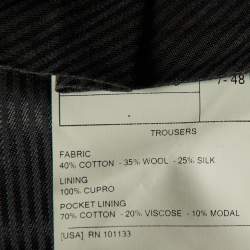 7- 48
TROUSERS
FABRIC
40% COTTON - 35% WOOL - 25% SILK
LINING
100% CUPRO
POCKET LINING
70% COTTON - 20% VISCOSE - 10% MODAL
[USA] RN 101133